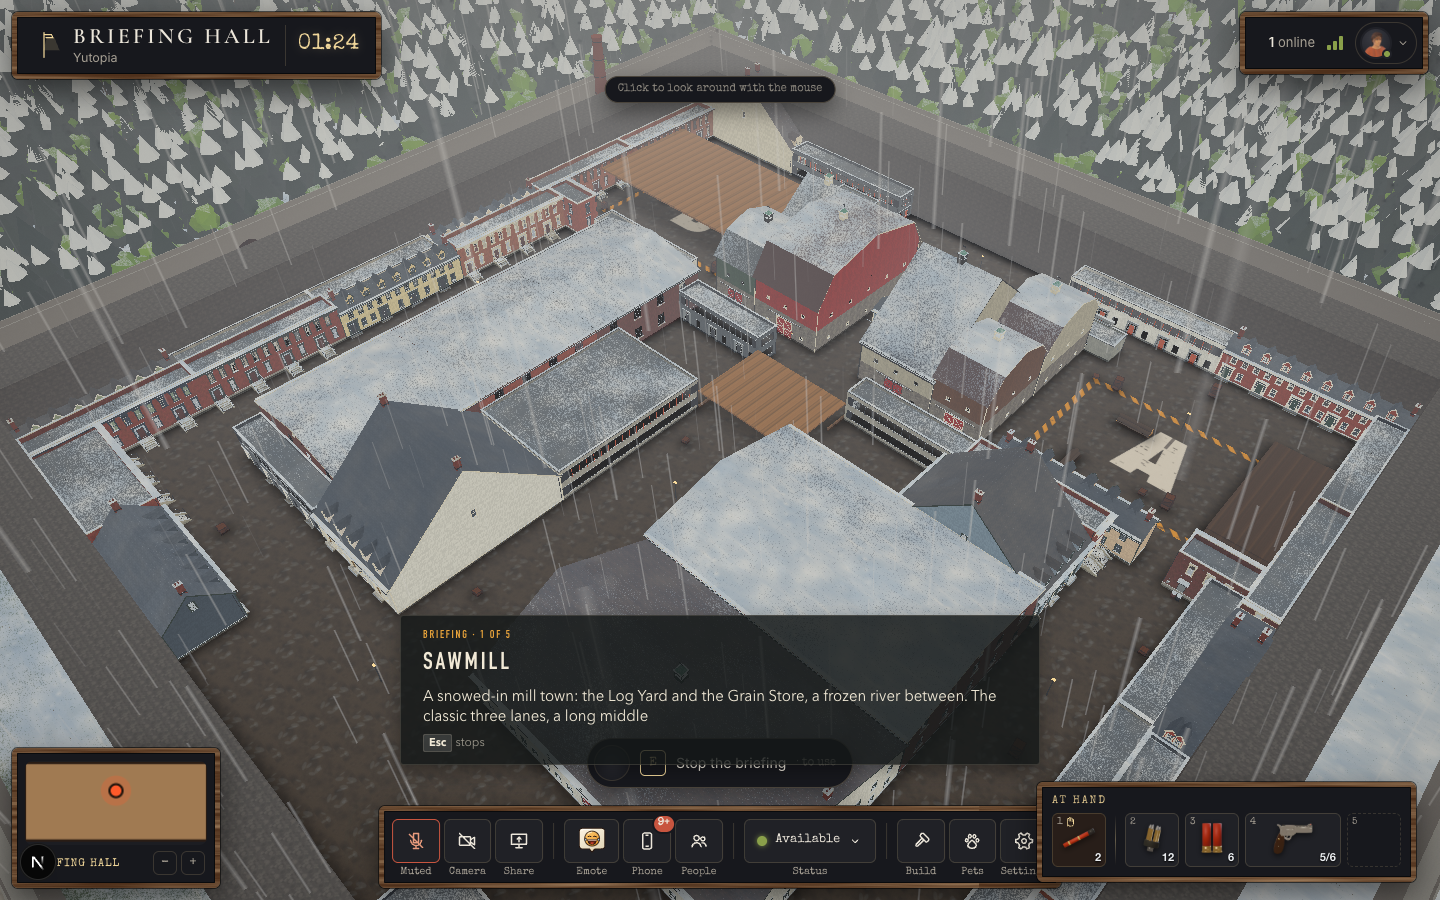 BRIEFING HALL
Yutopia
01:24
1 online
Click to look around with the mouse
A
BRIEFING · 1 OF 5
SAWMILL
A snowed-in mill town: the Log Yard and the Grain Store, a frozen river between. The
classic three lanes, a long middle
Esc stops
E Stop the briefing to use
N FING HALL
− +
Muted
Camera
Share
Emote
9+
Phone
People
Available
Status
Build
Pets
Settin
AT HAND
1 2
2 12
3 6
4 5/6
5